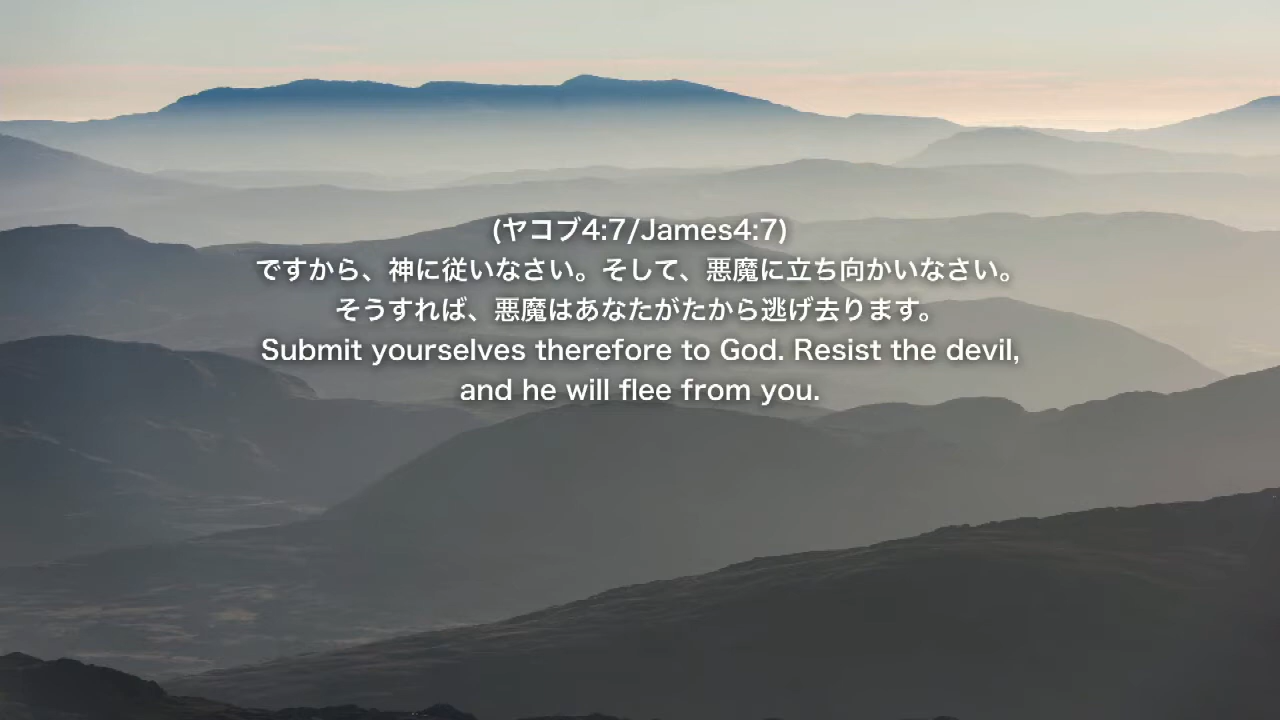 (ヤコブ4:7/James4:7)
ですから、神に従いなさい。そして、悪魔に立ち向かいなさい。
そうすれば、悪魔はあなたがたから逃げ去ります。
Submit yourselves therefore to God. Resist the devil,
and he will flee from you.